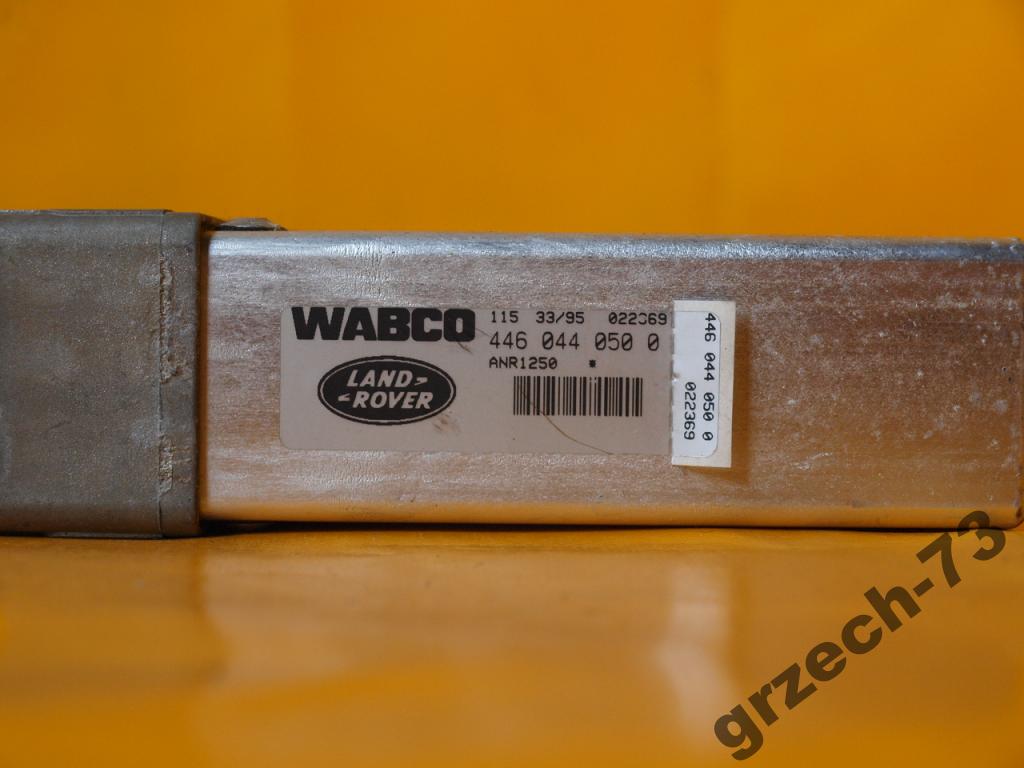 WABCO
115 33/95 022369
446 044 050 0
ANR1250 *
LAND
ROVER
446 044 050 0
022369
grzech-73